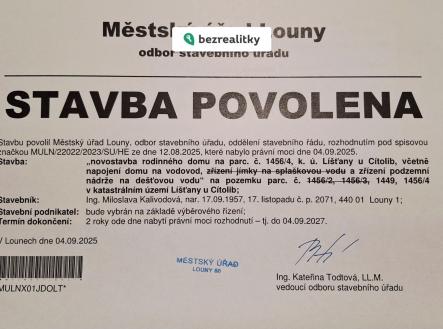 Městský úřad Louny
bezrealitky
odbor stavebního úřadu
STAVBA POVOLENA
Stavbu povolil Městský úřad Louny, odbor stavebního úřadu, oddělení stavebního řádu, rozhodnutím pod spisovou
značkou MULN/22022/2023/SU/HE ze dne 12.08.2025, které nabylo právní moci dne 04.09.2025.
Stavba: „novostavba rodinného domu na parc. č. 1456/4, k. ú. Líšťany u Cítolib, včetně
napojení domu na vodovod, zřízení jímky na splaškovou vodu a zřízení podzemní
nádrže na dešťovou vodu" na pozemku parc. č. 1456/2, 1456/3, 1449, 1456/4
v katastrálním území Líšťany u Cítolib;
Stavebník: Ing. Miloslava Kalivodová, nar. 17.09.1957, 17. listopadu č. p. 2071, 440 01 Louny 1;
Stavební podnikatel: bude vybrán na základě výběrového řízení;
Termín dokončení: 2 roky ode dne nabytí právní moci rozhodnutí – tj. do 04.09.2027.
V Lounech dne 04.09.2025
MĚSTSKÝ ÚŘAD
LOUNY
MULNX01JDOLT*
Ing. Kateřina Todtová, LL.M.
vedoucí odboru stavebního úřadu